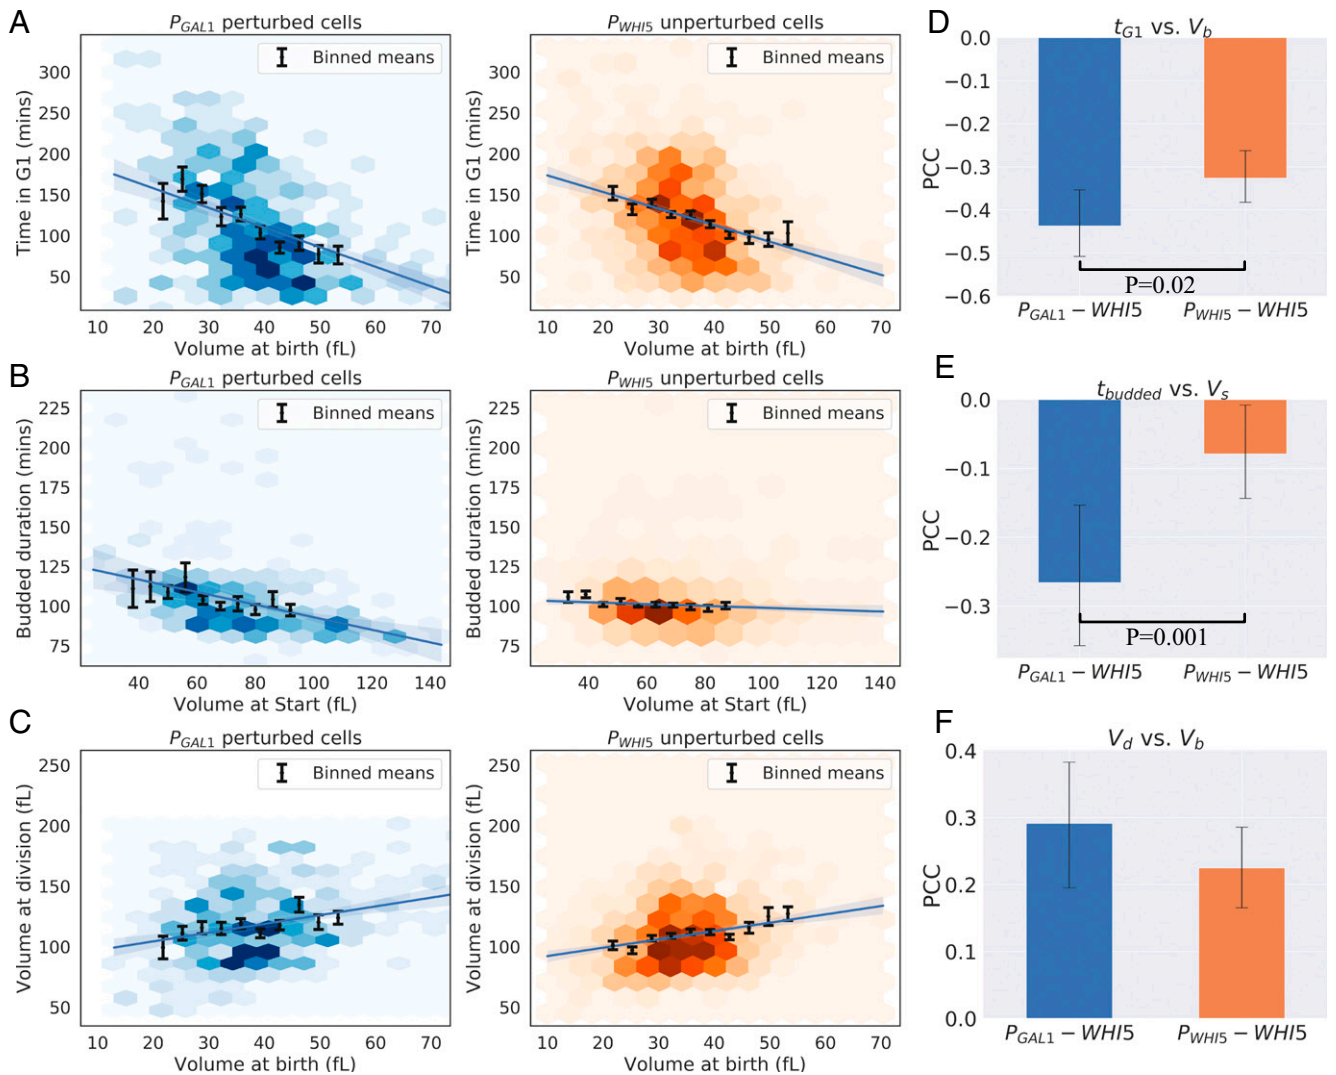 A
P_GAL1 perturbed cells
Binned means
Time in G1 (mins)
300
250
200
150
100
50
10 20 30 40 50 60 70
Volume at birth (fL)
P_WHI5 unperturbed cells
Binned means
Time in G1 (mins)
300
250
200
150
100
50
10 20 30 40 50 60 70
Volume at birth (fL)
D
t_G1 vs. V_b
PCC
0.0
−0.1
−0.2
−0.3
−0.4
−0.5
−0.6
P=0.02
P_GAL1 − WHI5 P_WHI5 − WHI5
B
P_GAL1 perturbed cells
Binned means
Budded duration (mins)
225
200
175
150
125
100
75
40 60 80 100 120 140
Volume at Start (fL)
P_WHI5 unperturbed cells
Binned means
Budded duration (mins)
225
200
175
150
125
100
75
40 60 80 100 120 140
Volume at Start (fL)
E
t_budded vs. V_s
PCC
0.0
−0.1
−0.2
−0.3
P=0.001
P_GAL1 − WHI5 P_WHI5 − WHI5
C
P_GAL1 perturbed cells
Binned means
Volume at division (fL)
250
200
150
100
50
10 20 30 40 50 60 70
Volume at birth (fL)
P_WHI5 unperturbed cells
Binned means
Volume at division (fL)
250
200
150
100
50
10 20 30 40 50 60 70
Volume at birth (fL)
F
V_d vs. V_b
PCC
0.4
0.3
0.2
0.1
0.0
P_GAL1 − WHI5 P_WHI5 − WHI5